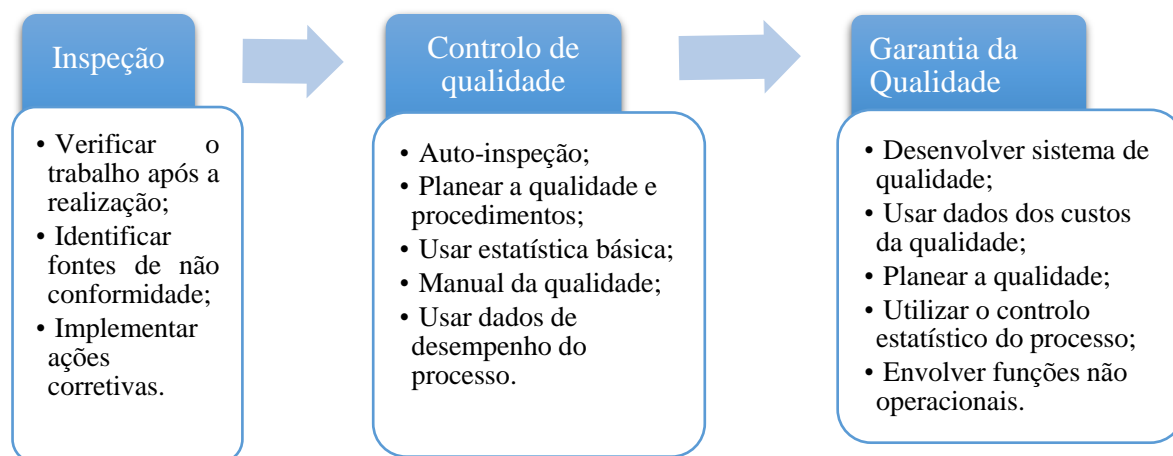 Inspeção
• Verificar o
trabalho após a
realização;
• Identificar
fontes de não
conformidade;
• Implementar
ações
corretivas.
Controlo de
qualidade
• Auto-inspeção;
• Planear a qualidade e
procedimentos;
• Usar estatística básica;
• Manual da qualidade;
• Usar dados de
desempenho do
processo.
Garantia da
Qualidade
• Desenvolver sistema de
qualidade;
• Usar dados dos custos
da qualidade;
• Planear a qualidade;
• Utilizar o controlo
estatístico do processo;
• Envolver funções não
operacionais.